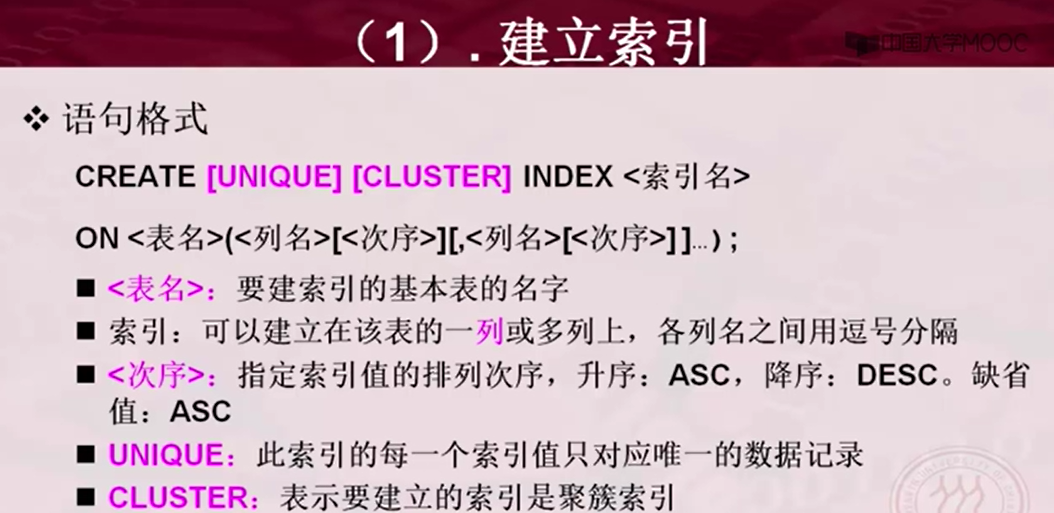 （1）. 建立索引
中国大学MOOC
❖ 语句格式
CREATE [UNIQUE] [CLUSTER] INDEX <索引名>
ON <表名>(<列名>[<次序>][,<列名>[<次序>] ]…) ;
■ <表名>：要建索引的基本表的名字
■ 索引：可以建立在该表的一列或多列上，各列名之间用逗号分隔
■ <次序>：指定索引值的排列次序，升序：ASC，降序：DESC。缺省
值：ASC
■ UNIQUE：此索引的每一个索引值只对应唯一的数据记录
■ CLUSTER：表示要建立的索引是聚簇索引